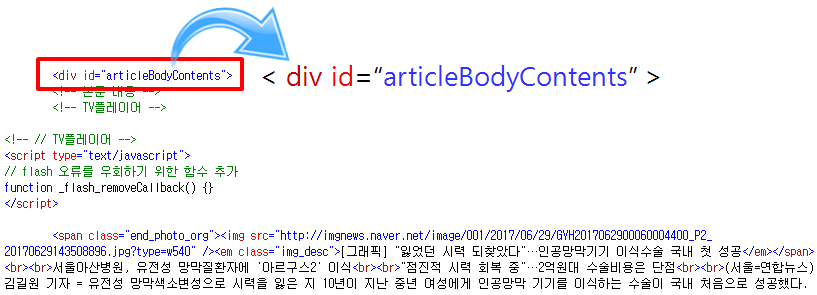 <div id="articleBodyContents">
< div id=“articleBodyContents” >
<!-- 본문 내용 -->
<!-- TV플레이어 -->
<!-- // TV플레이어 -->
<script type="text/javascript">
// flash 오류를 우회하기 위한 함수 추가
function _flash_removeCallback() {}
</script>
<span class="end_photo_org"><img src="http://imgnews.naver.net/image/001/2017/06/29/GYH2017062900060004400_P2_
20170629143508896.jpg?type=w540" /><em class="img_desc">[그래픽] "잃었던 시력 되찾았다"…인공망막기기 이식수술 국내 첫 성공</em></span>
<br><br>서울아산병원, 유전성 망막질환자에 '아르구스2' 이식<br><br>"점진적 시력 회복 중"…2억원대 수술비용은 단점<br><br>(서울=연합뉴스)
김길원 기자 = 유전성 망막색소변성으로 시력을 잃은 지 10년이 지난 중년 여성에게 인공망막 기기를 이식하는 수술이 국내 처음으로 성공했다.